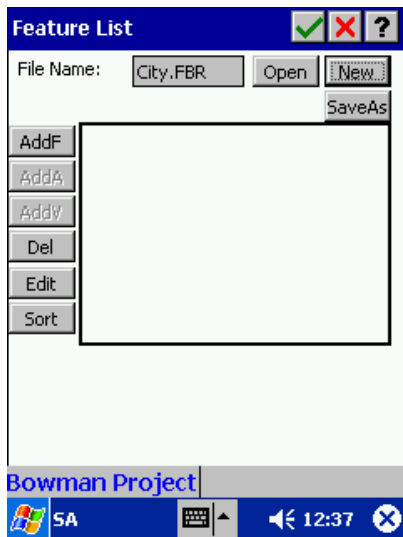 Feature List ?
File Name: City.FBR Open New
SaveAs
AddF
AddA
AddV
Del
Edit
Sort
Bowman Project
SA 12:37